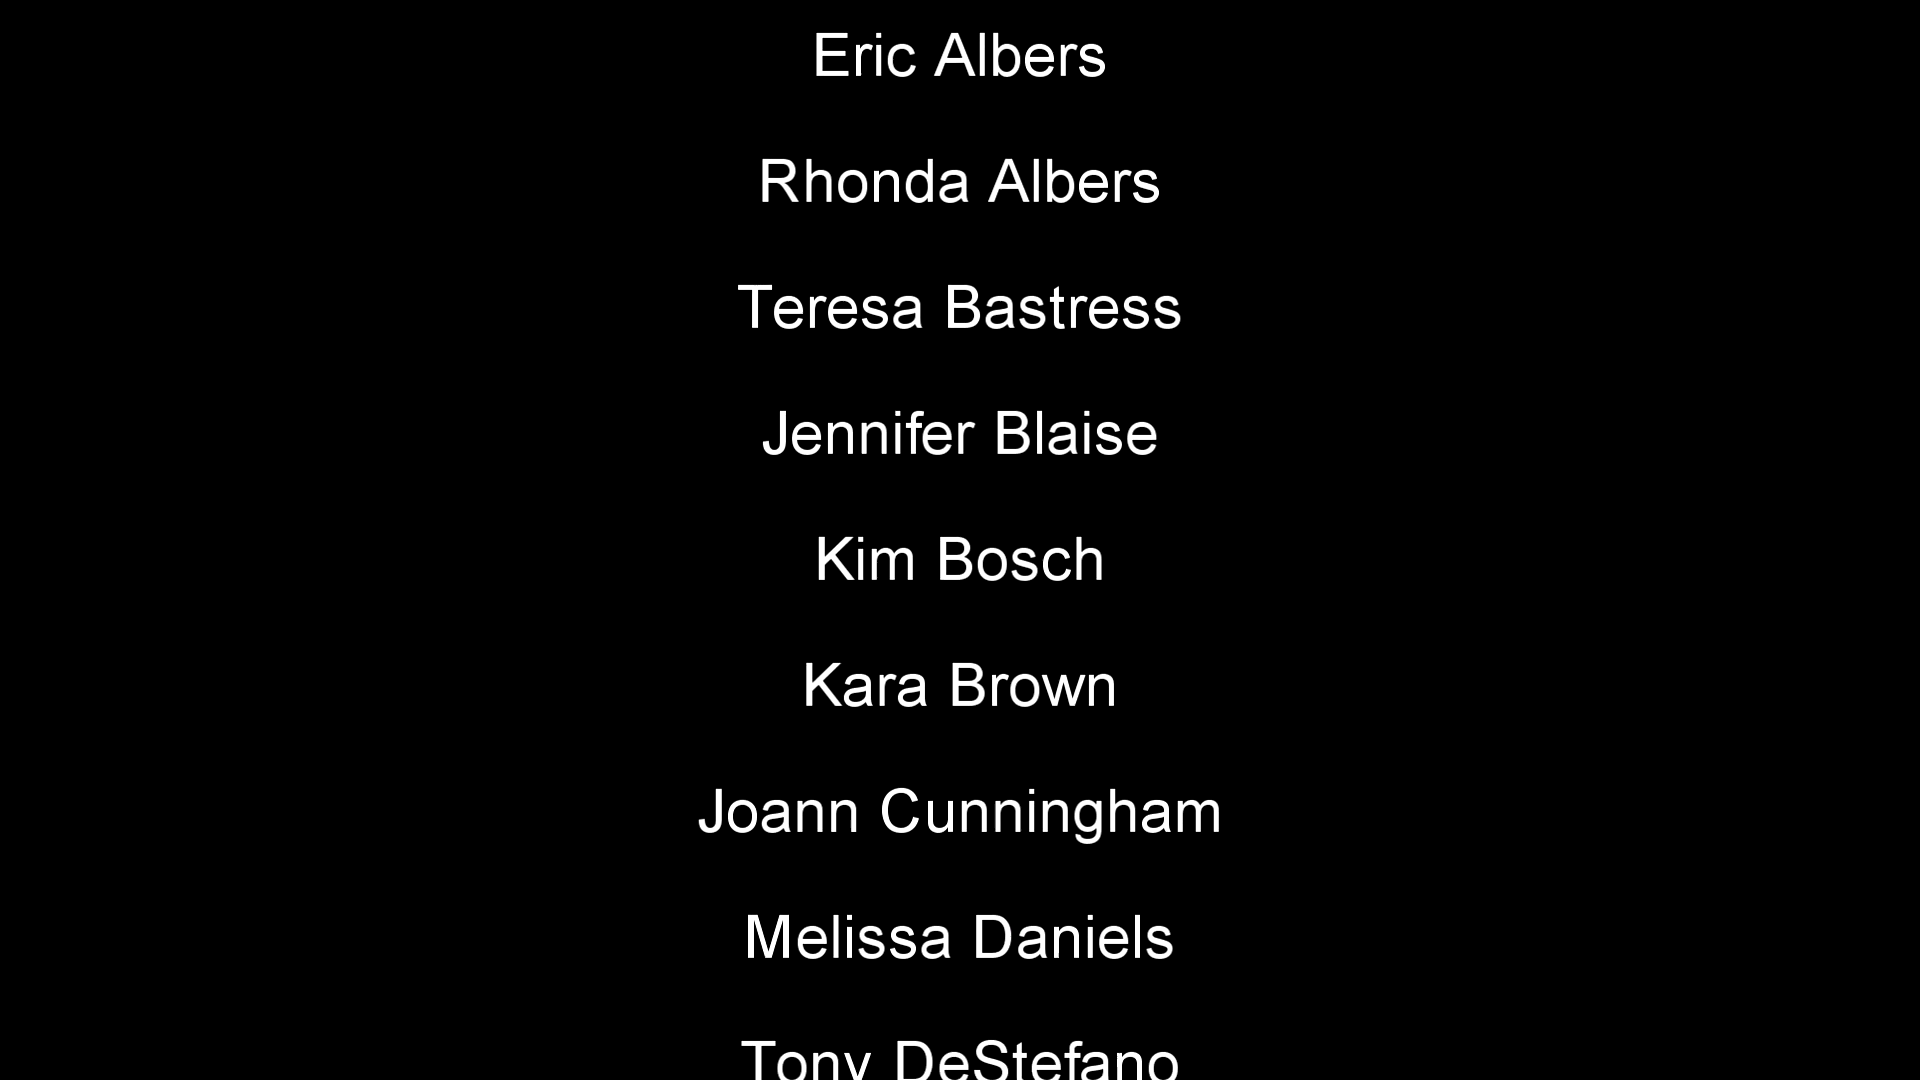 Eric Albers
Rhonda Albers
Teresa Bastress
Jennifer Blaise
Kim Bosch
Kara Brown
Joann Cunningham
Melissa Daniels
Tony DeStefano